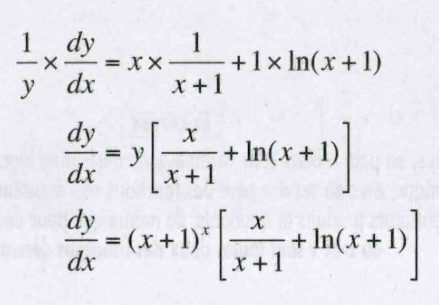 1/y × dy/dx = x × 1/(x+1) + 1 × ln(x+1)
dy/dx = y [x/(x+1) + ln(x+1)]
dy/dx = (x+1)^x [x/(x+1) + ln(x+1)]